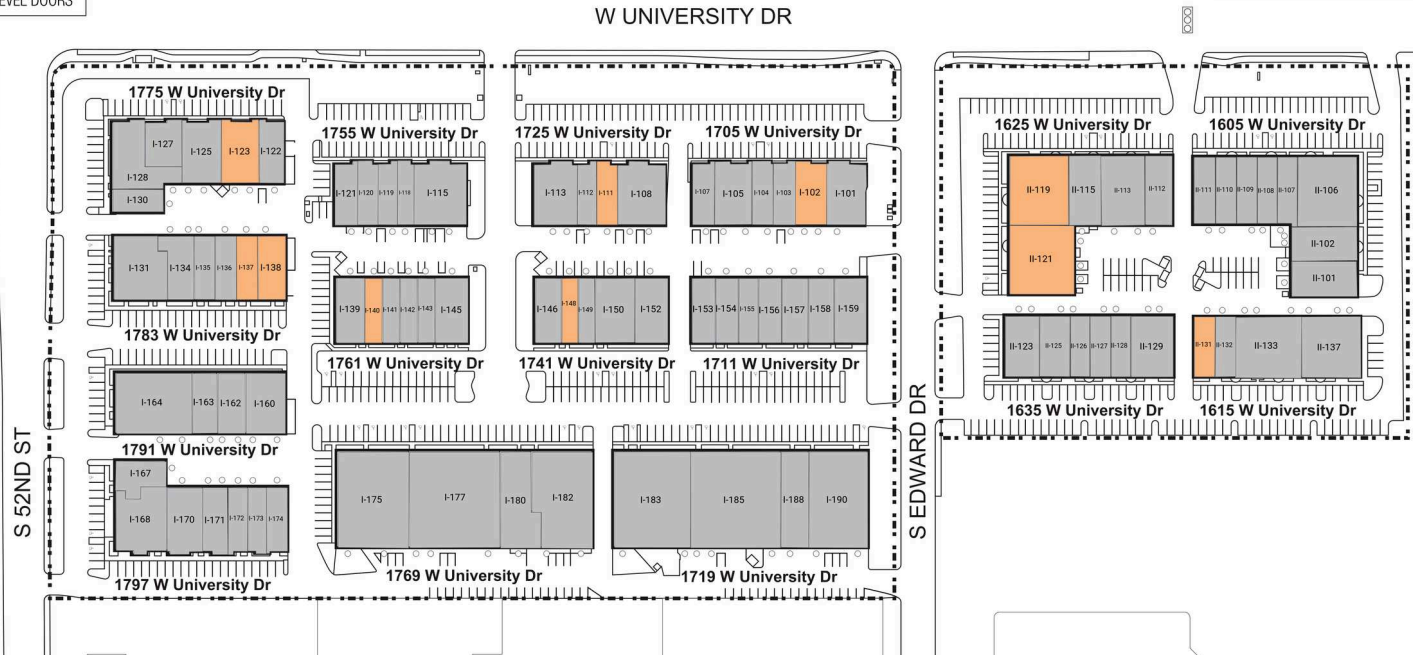 LEVEL DOORS
W UNIVERSITY DR
1775 W University Dr
I-127
I-125
I-123
I-122
I-128
I-130
1755 W University Dr
I-121
I-120
I-119
I-118
I-115
1725 W University Dr
I-113
I-112
I-111
I-108
1705 W University Dr
I-107
I-105
I-104
I-103
I-102
I-101
1625 W University Dr
II-119
II-115
II-113
II-112
II-121
1605 W University Dr
II-111
II-110
II-109
II-108
II-107
II-106
II-102
II-101
I-131
I-134
I-135
I-136
I-137
I-138
1783 W University Dr
I-139
I-140
I-141
I-142
I-143
I-145
1761 W University Dr
I-146
I-148
I-149
I-150
I-152
1741 W University Dr
I-153
I-154
I-155
I-156
I-157
I-158
I-159
1711 W University Dr
II-123
II-125
II-126
II-127
II-128
II-129
1635 W University Dr
II-131
II-132
II-133
II-137
1615 W University Dr
I-164
I-163
I-162
I-160
1791 W University Dr
I-167
I-168
I-170
I-171
I-172
I-173
I-174
1797 W University Dr
I-175
I-177
I-180
I-182
1769 W University Dr
I-183
I-185
I-188
I-190
1719 W University Dr
S 52ND ST
S EDWARD DR